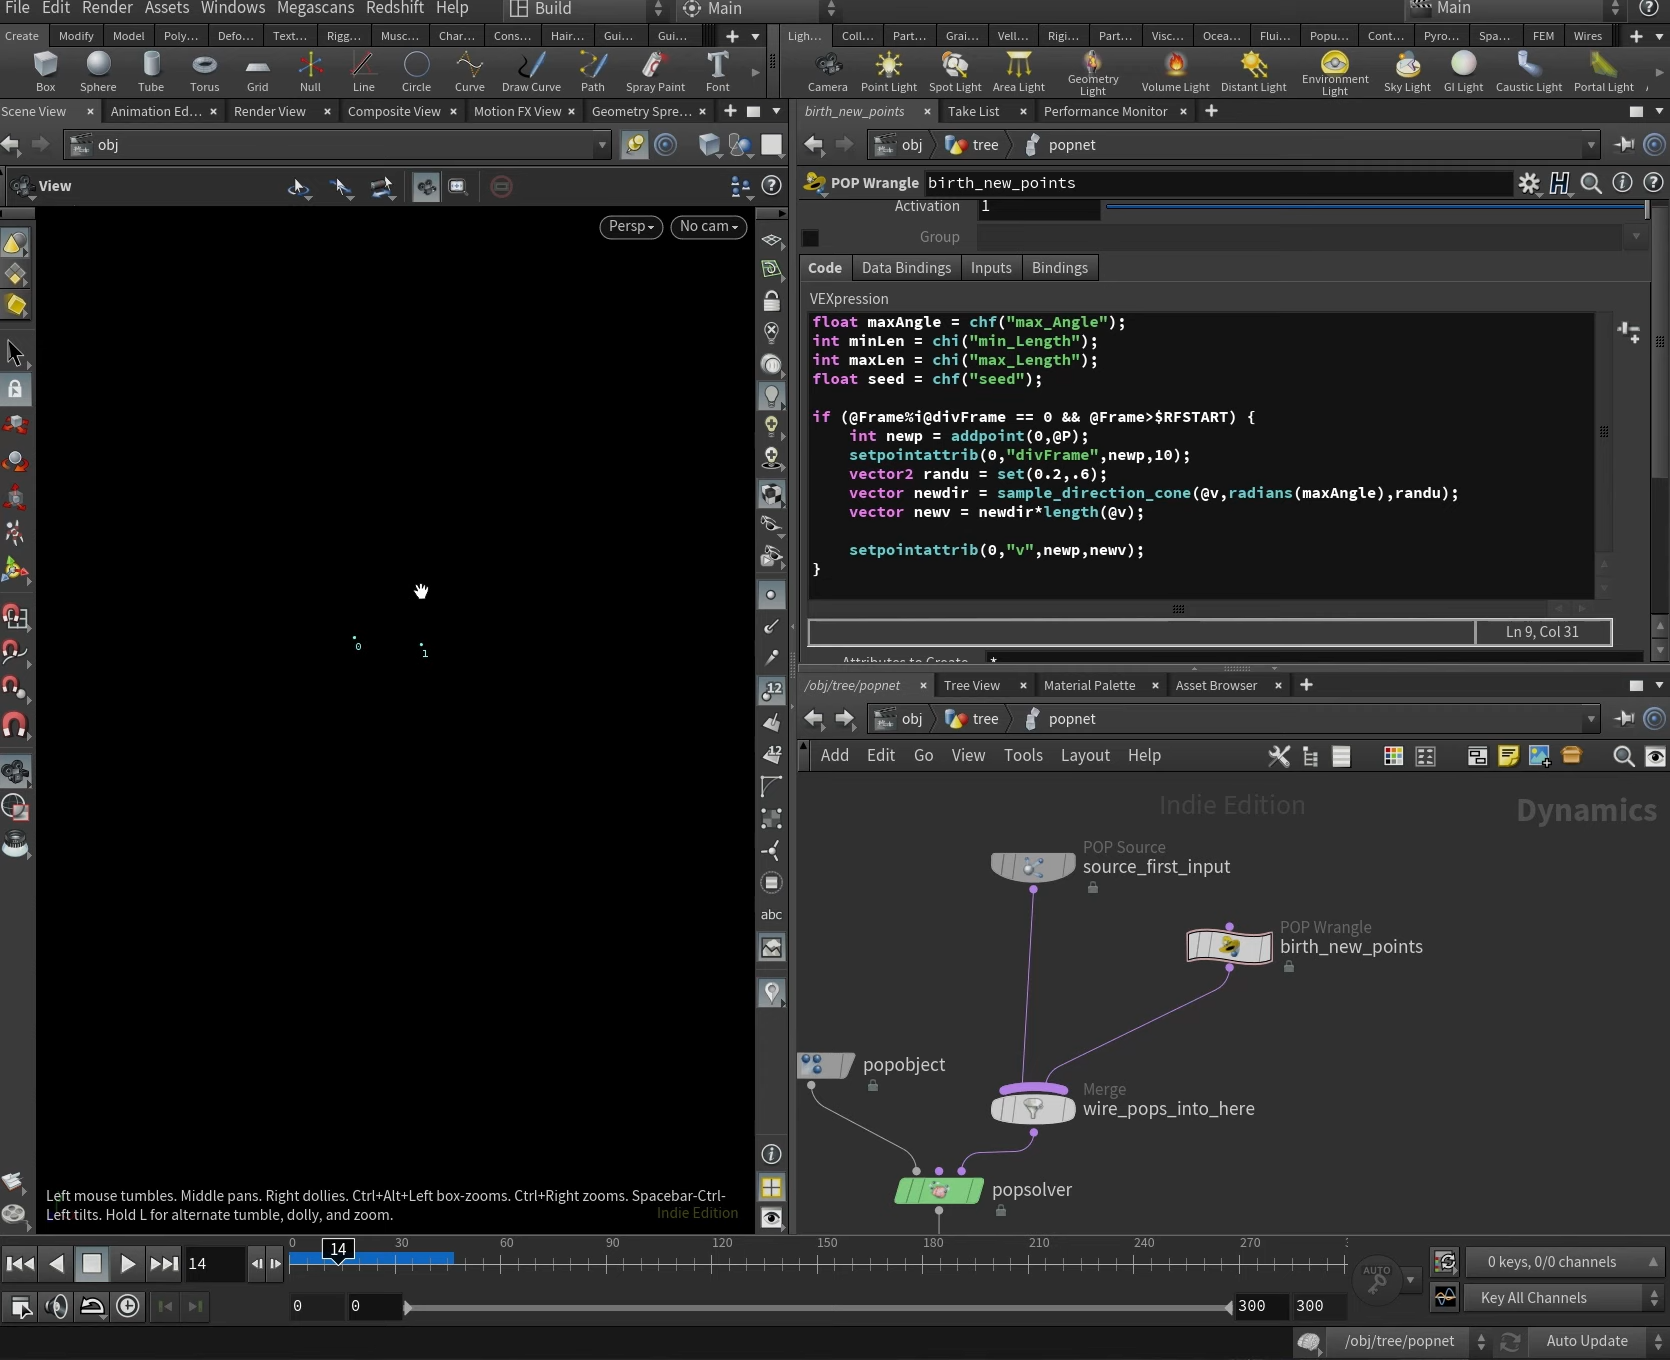 File Edit Render Assets Windows Megascans Redshift Help Build Main Main
Create Modify Model Poly... Defo... Text... Rigg... Musc... Char... Cons... Hair... Gui... Gui... Ligh... Coll... Part... Grai... Vell... Rigi... Part... Visc... Ocea... Flui... Popu... Cont... Pyro... Spa... FEM Wires
Box Sphere Tube Torus Grid Null Line Circle Curve Draw Curve Path Spray Paint Font Camera Point Light Spot Light Area Light Geometry Light Volume Light Distant Light Environment Light Sky Light GI Light Caustic Light Portal Light
Scene View Animation Ed... Render View Composite View Motion FX View Geometry Spre...
obj
View
Persp No cam
0
1
12
12
abc
Left mouse tumbles. Middle pans. Right dollies. Ctrl+Alt+Left box-zooms. Ctrl+Right zooms. Spacebar-Ctrl-
Left tilts. Hold L for alternate tumble, dolly, and zoom.
Indie Edition
birth_new_points Take List Performance Monitor
obj tree popnet
POP Wrangle birth_new_points
Activation 1
Group
Code Data Bindings Inputs Bindings
VEXpression
float maxAngle = chf("max_Angle");
int minLen = chi("min_Length");
int maxLen = chi("max_Length");
float seed = chf("seed");
if (@Frame%i@divFrame == 0 && @Frame>$RFSTART) {
int newp = addpoint(0,@P);
setpointattrib(0,"divFrame",newp,10);
vector2 randu = set(0.2,.6);
vector newdir = sample_direction_cone(@v,radians(maxAngle),randu);
vector newv = newdir*length(@v);
setpointattrib(0,"v",newp,newv);
}
Ln 9, Col 31
Attributes to Create *
/obj/tree/popnet Tree View Material Palette Asset Browser
obj tree popnet
Add Edit Go View Tools Layout Help
Indie Edition
Dynamics
POP Source
source_first_input
POP Wrangle
birth_new_points
popobject
Merge
wire_pops_into_here
popsolver
0 14 30 60 90 120 150 180 210 240 270
14
AUTO
0 keys, 0/0 channels
0 0 300 300
Key All Channels
/obj/tree/popnet Auto Update